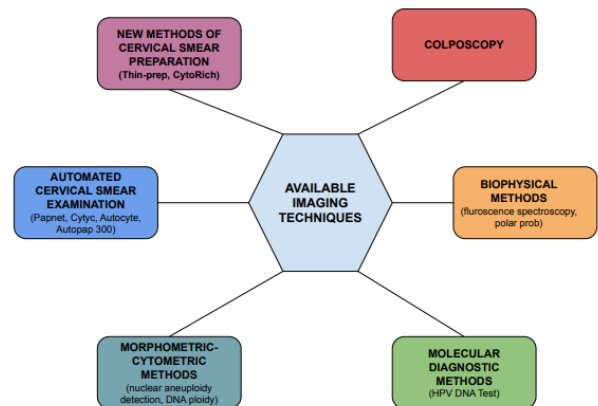 NEW METHODS OF
CERVICAL SMEAR
PREPARATION
(Thin-prep, CytoRich)
COLPOSCOPY
AUTOMATED
CERVICAL SMEAR
EXAMINATION
(Papnet, Cytyc, Autocyte,
Autopap 300)
AVAILABLE
IMAGING
TECHNIQUES
BIOPHYSICAL
METHODS
(fluroscence spectroscopy,
polar prob)
MORPHOMETRIC-
CYTOMETRIC
METHODS
(nuclear aneuploidy
detection, DNA ploidy)
MOLECULAR
DIAGNOSTIC
METHODS
(HPV DNA Test)